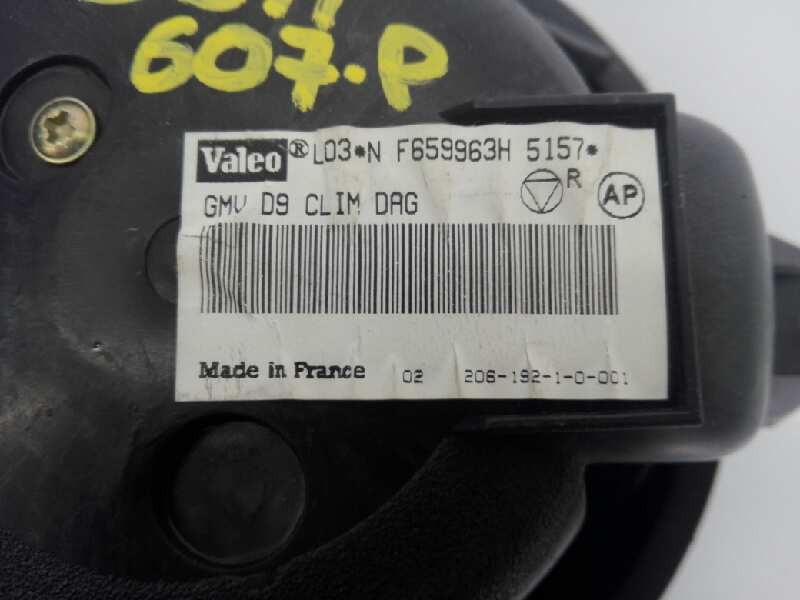 607.P
Valeo® L03*N F659963H 5157*
GMV D9 CLIM DAG R AP
Made in France 02 206-192-1-0-001